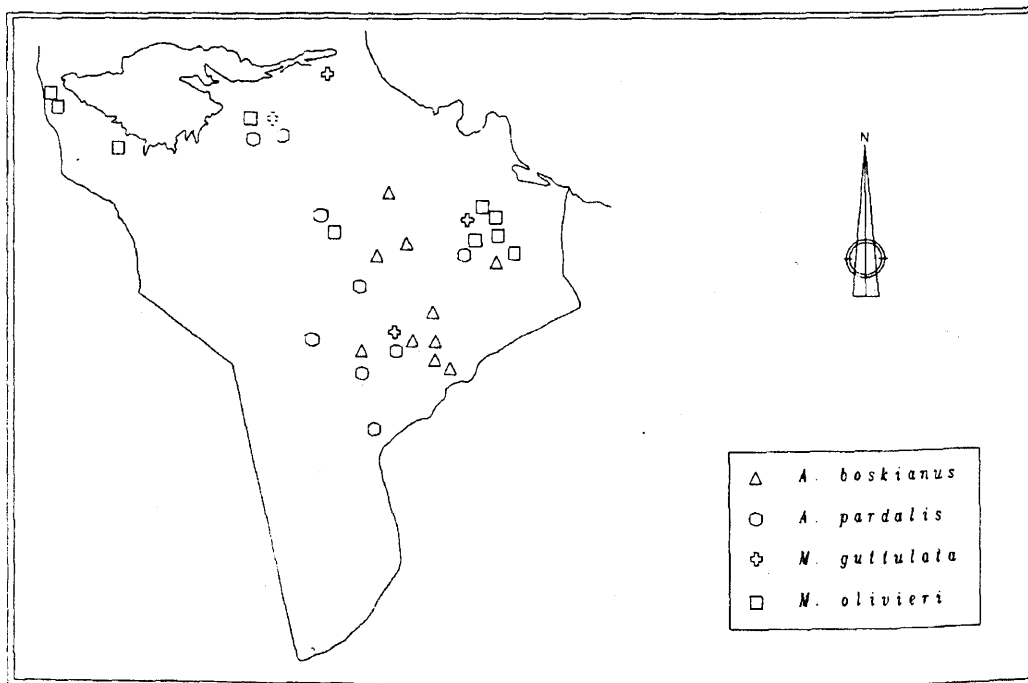 N
A. boskianus
A. pardalis
M. guttulata
M. olivieri